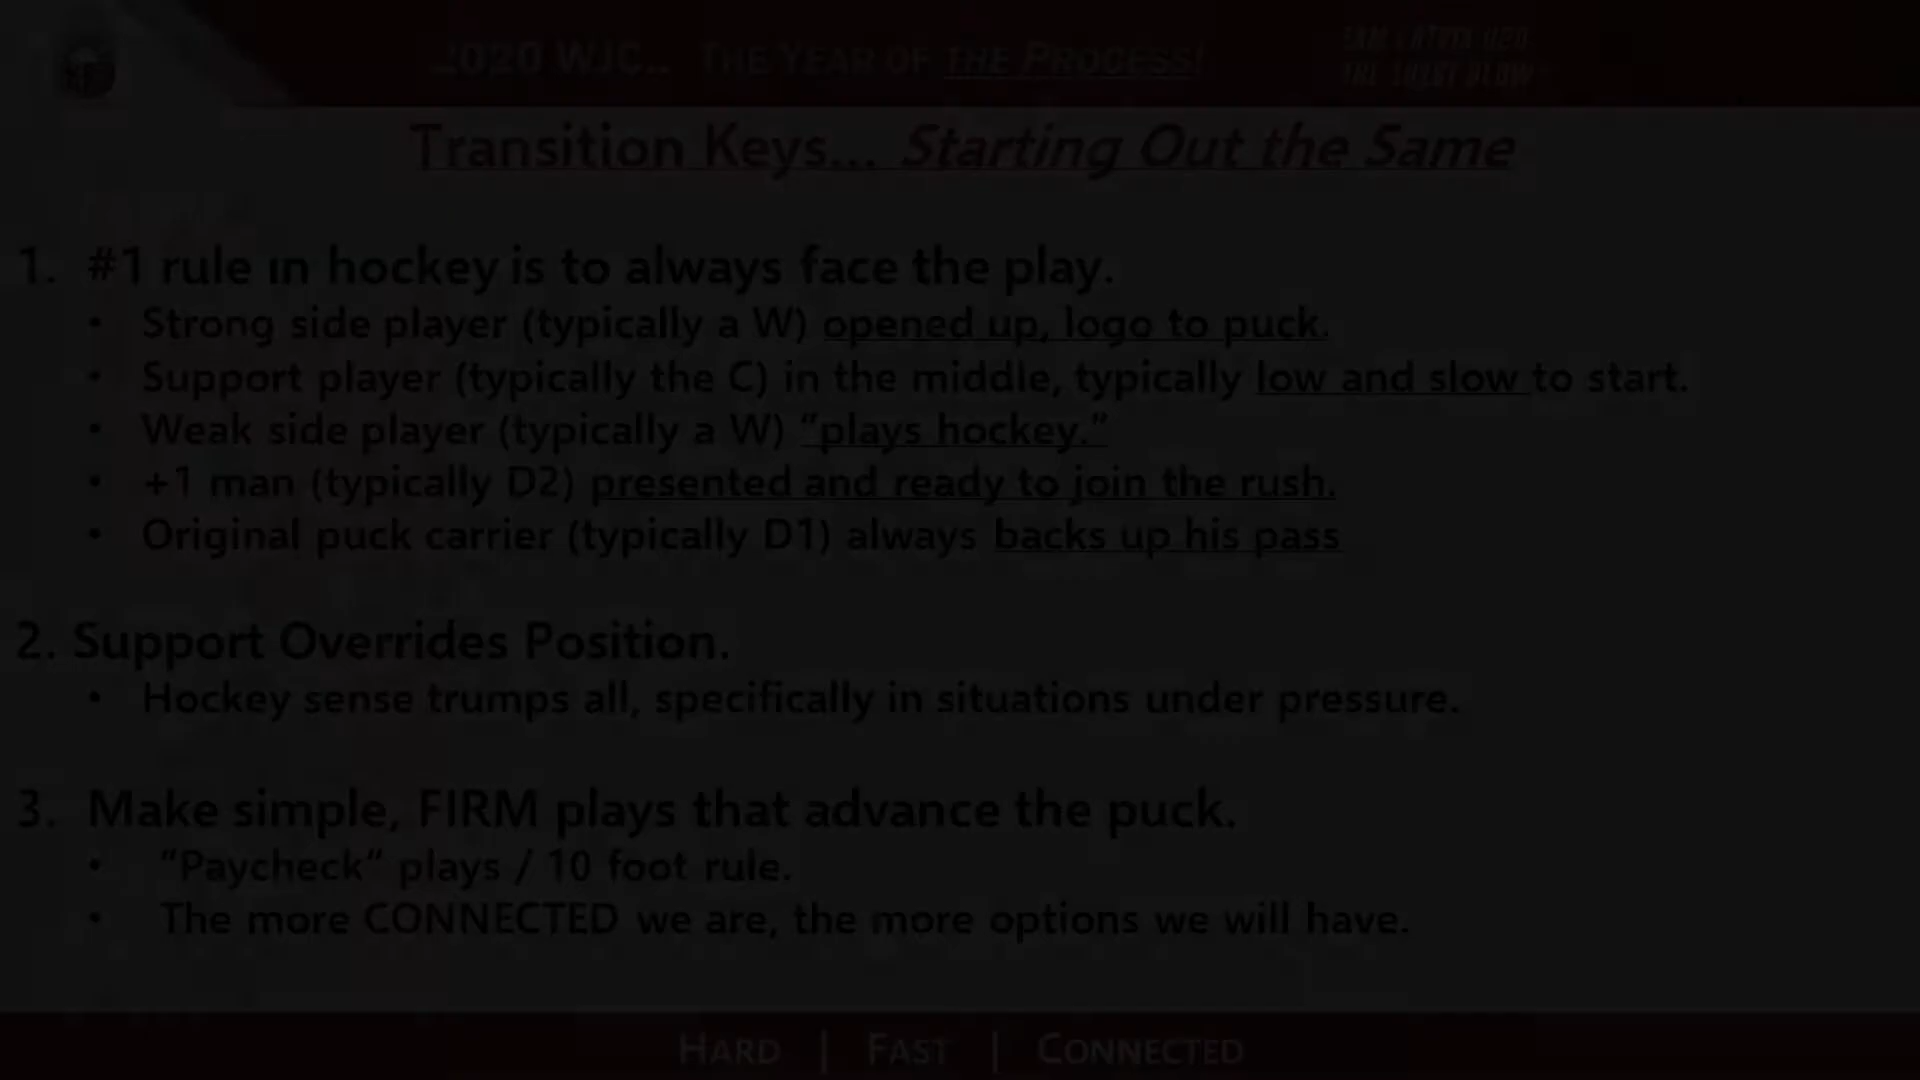 2020 WJC... THE YEAR OF THE PROCESS!
Transition Keys... Starting Out the Same
1. #1 rule in hockey is to always face the play.
• Strong side player (typically a W) opened up, logo to puck.
• Support player (typically the C) in the middle, typically low and slow to start.
• Weak side player (typically a W) “plays hockey.”
• +1 man (typically D2) presented and ready to join the rush.
• Original puck carrier (typically D1) always backs up his pass
2. Support Overrides Position.
• Hockey sense trumps all, specifically in situations under pressure.
3. Make simple, FIRM plays that advance the puck.
• “Paycheck“ plays / 10 foot rule.
• The more CONNECTED we are, the more options we will have.
HARD | FAST | CONNECTED